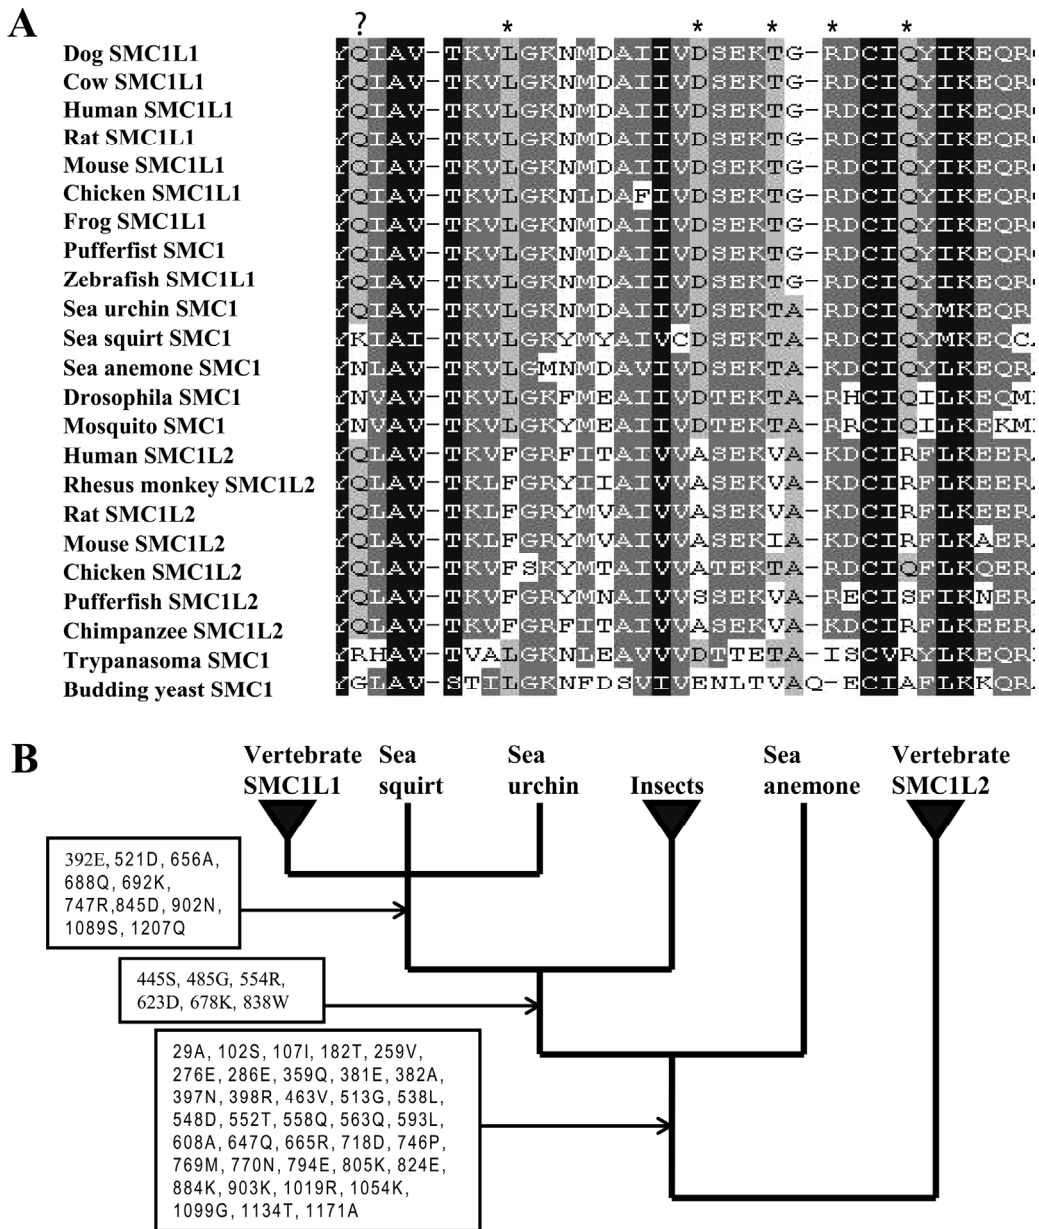 A
? * * * * *
Dog SMC1L1 YQIAV-TKVLGKNMDAIIVDSEKTG-RDCIQYIKEQR
Cow SMC1L1 YQIAV-TKVLGKNMDAIIVDSEKTG-RDCIQYIKEQR
Human SMC1L1 YQIAV-TKVLGKNMDAIIVDSEKTG-RDCIQYIKEQR
Rat SMC1L1 YQIAV-TKVLGKNMDAIIVDSEKTG-RDCIQYIKEQR
Mouse SMC1L1 YQIAV-TKVLGKNMDAIIVDSEKTG-RDCIQYIKEQR
Chicken SMC1L1 YQIAV-TKVLGKNLDAFIVDSEKTG-RDCIQYIKEQR
Frog SMC1L1 YQIAV-TKVLGKNMDAIIVDSEKTG-RDCIQYIKEQR
Pufferfist SMC1 YQIAV-TKVLGKNMDAIIVDSEKTG-RDCIQYIKEQR
Zebrafish SMC1L1 YQIAV-TKVLGKNMDAIIVDSEKTG-RDCIQYIKEQR
Sea urchin SMC1 YQIAV-TKVLGKNMDAIIVDSEKTA-RDCIQYMKEQR
Sea squirt SMC1 YKIAI-TKVLGKYMYAIVCDSEKTA-RDCIQYMKEQC
Sea anemone SMC1 YNLAV-TKVLGMNMDAVIVDSEKTA-KDCIQYLKEQR
Drosophila SMC1 YNVAV-TKVLGKFMEAIIVDTEKTA-RHCIQILKEQM
Mosquito SMC1 YNVAV-TKVLGKYMEAIIVDTEKTA-RRCIQILKEKM
Human SMC1L2 YQLAV-TKVFGRFITAIVVASEKVA-KDCIRFLKEER
Rhesus monkey SMC1L2 YQLAV-TKLFGRYIIAIVVASEKVA-KDCIRFLKEER
Rat SMC1L2 YQLAV-TKLFGRYMVAIVVASEKVA-KDCIRFLKEER
Mouse SMC1L2 YQLAV-TKLFGRYMVAIVVASEKIA-KDCIRFLKAER
Chicken SMC1L2 YQLAV-TKVFSKYMTAIVVATEKTA-RDCIQFLKQER
Pufferfish SMC1L2 YQLAV-TKVFGRYMNAIVVSSEKVA-RECISFIKNER
Chimpanzee SMC1L2 YQLAV-TKVFGRFITAIVVASEKVA-KDCIRFLKEER
Trypanasoma SMC1 YRHAV-TVALGKNLEAVVVDTTETA-ISCVRYLKEQR
Budding yeast SMC1 YGLAV-STILGKNFDSVIVENLTVAQ-ECIAFLKKQR
B
Vertebrate SMC1L1
Sea squirt
Sea urchin
Insects
Sea anemone
Vertebrate SMC1L2
392E, 521D, 656A,
688Q, 692K,
747R,845D, 902N,
1089S, 1207Q
445S, 485G, 554R,
623D, 678K, 838W
29A, 102S, 107I, 182T, 259V,
276E, 286E, 359Q, 381E, 382A,
397N, 398R, 463V, 513G, 538L,
548D, 552T, 558Q, 563Q, 593L,
608A, 647Q, 665R, 718D, 746P,
769M, 770N, 794E, 805K, 824E,
884K, 903K, 1019R, 1054K,
1099G, 1134T, 1171A